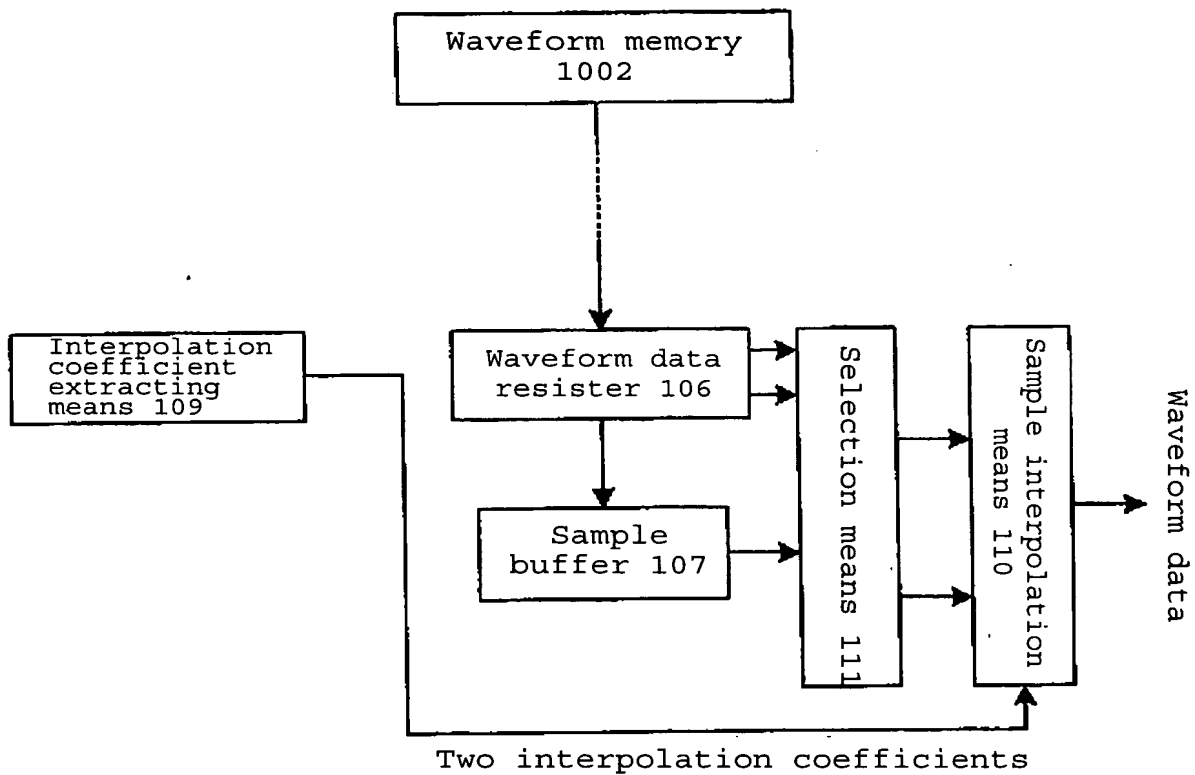 Waveform memory
1002
Interpolation
coefficient
extracting
means 109
Waveform data
resister 106
Sample
buffer 107
Selection means 111
Sample interpolation
means 110
Waveform data
Two interpolation coefficients